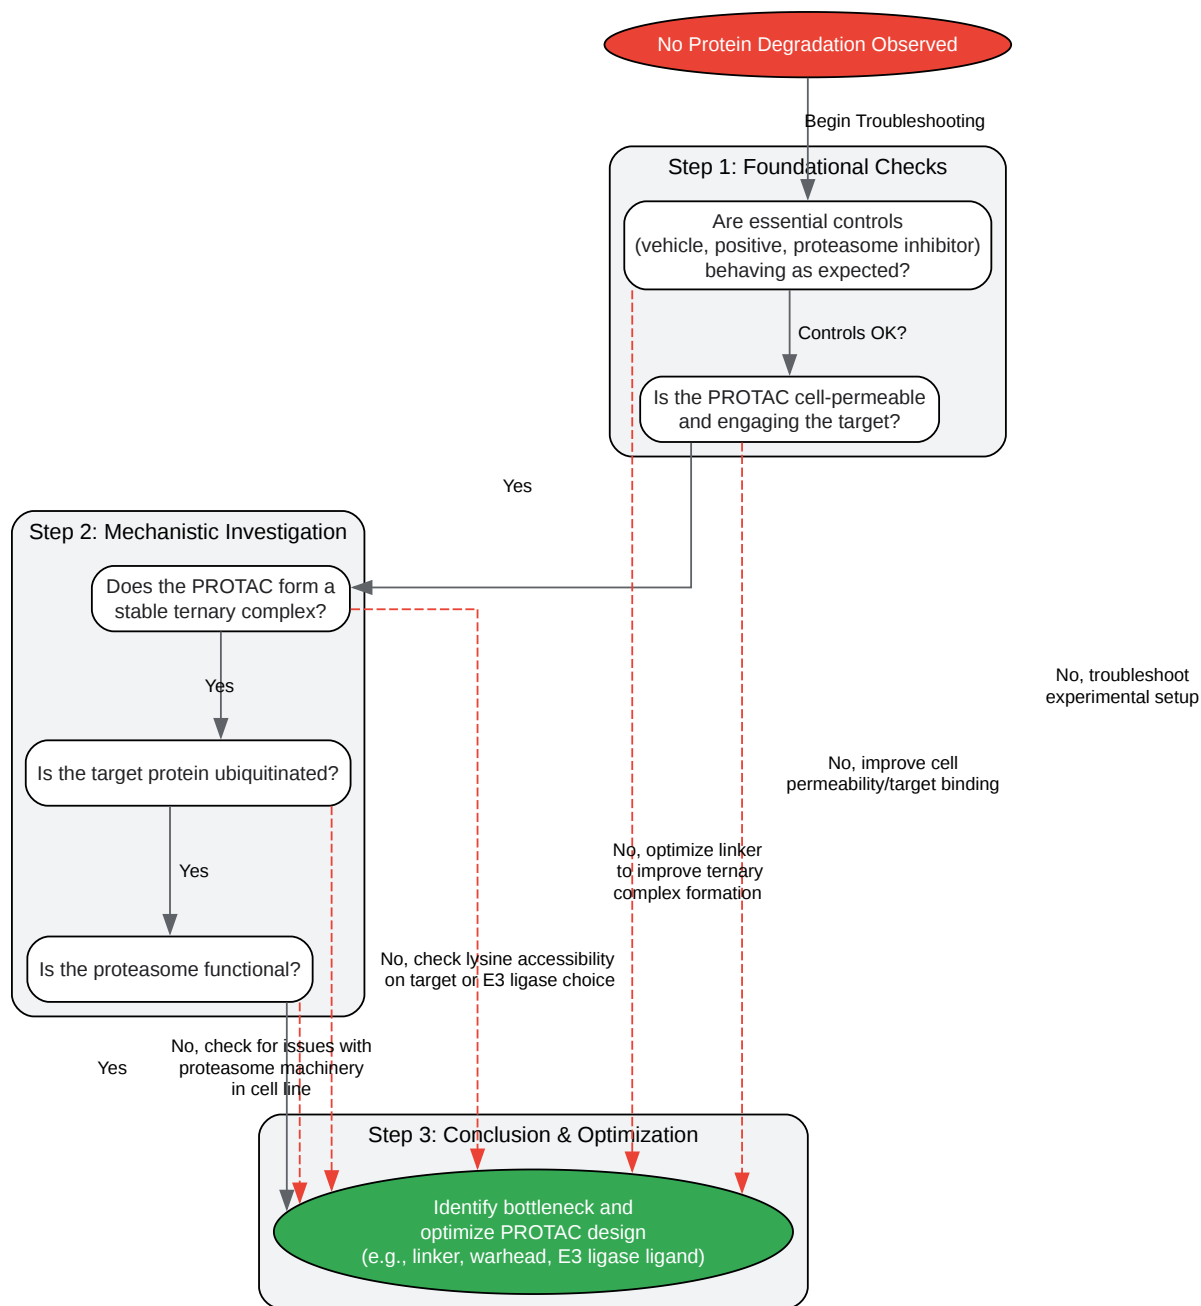 No Protein Degradation Observed
Begin Troubleshooting
Step 1: Foundational Checks
Are essential controls
(vehicle, positive, proteasome inhibitor)
behaving as expected?
Controls OK?
Is the PROTAC cell-permeable
and engaging the target?
Yes
Step 2: Mechanistic Investigation
Does the PROTAC form a
stable ternary complex?
Yes
No, troubleshoot
experimental setup
Is the target protein ubiquitinated?
No, improve cell
permeability/target binding
Yes
No, optimize linker
to improve ternary
complex formation
Is the proteasome functional?
No, check lysine accessibility
on target or E3 ligase choice
Yes
No, check for issues with
proteasome machinery
in cell line
Step 3: Conclusion & Optimization
Identify bottleneck and
optimize PROTAC design
(e.g., linker, warhead, E3 ligase ligand)